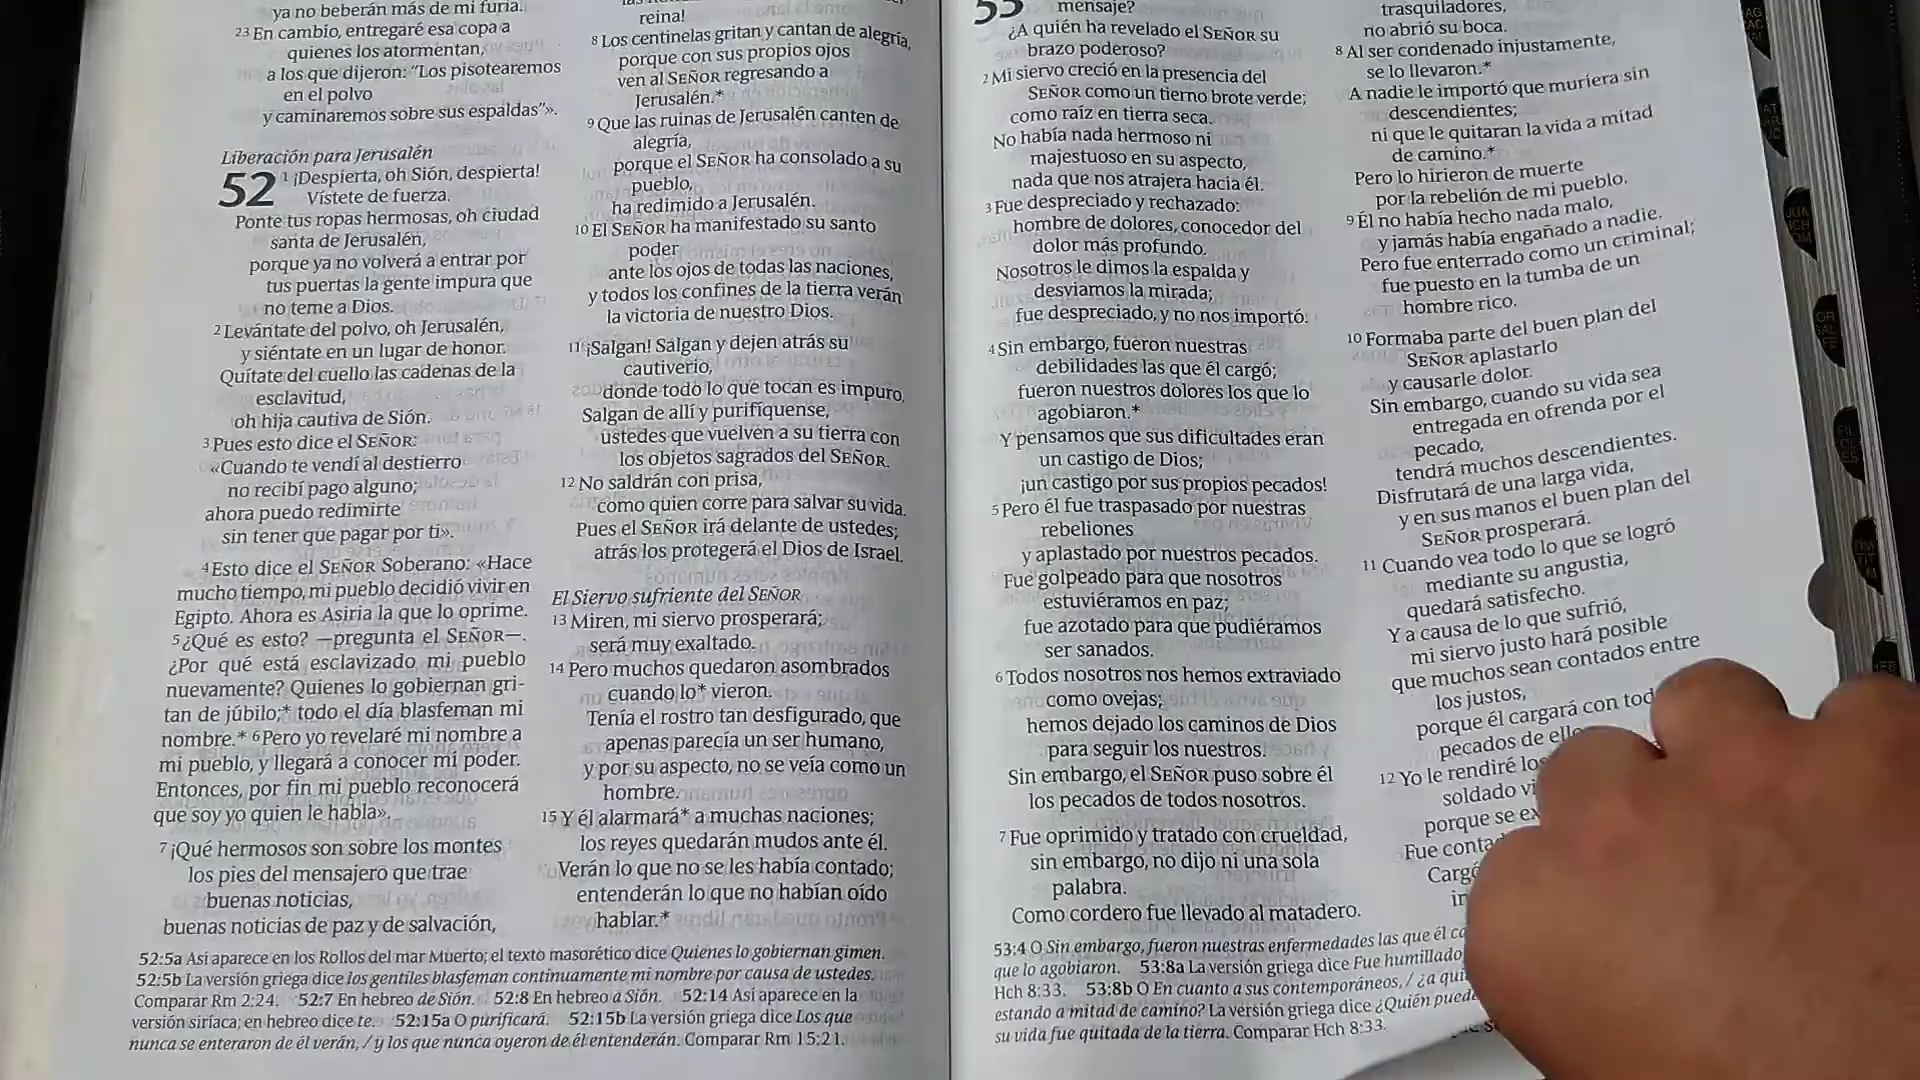 ya no beberán más de mi furia.
23 En cambio, entregaré esa copa a
quienes los atormentan,
a los que dijeron: “Los pisotearemos
en el polvo
y caminaremos sobre sus espaldas”».
Liberación para Jerusalén
52 1 ¡Despierta, oh Sión, despierta!
Vístete de fuerza.
Ponte tus ropas hermosas, oh ciudad
santa de Jerusalén,
porque ya no volverá a entrar por
tus puertas la gente impura que
no teme a Dios.
2 Levántate del polvo, oh Jerusalén,
y siéntate en un lugar de honor.
Quítate del cuello las cadenas de la
esclavitud,
oh hija cautiva de Sión.
3 Pues esto dice el SEÑOR:
«Cuando te vendí al destierro
no recibí pago alguno;
ahora puedo redimirte
sin tener que pagar por ti».
4 Esto dice el SEÑOR Soberano: «Hace
mucho tiempo, mi pueblo decidió vivir en
Egipto. Ahora es Asiria la que lo oprime.
5 ¿Qué es esto? —pregunta el SEÑOR—.
¿Por qué está esclavizado mi pueblo
nuevamente? Quienes lo gobiernan gri-
tan de júbilo;* todo el día blasfeman mi
nombre.* 6 Pero yo revelaré mi nombre a
mi pueblo, y llegará a conocer mi poder.
Entonces, por fin mi pueblo reconocerá
que soy yo quien le habla».
7 ¡Qué hermosos son sobre los montes
los pies del mensajero que trae
buenas noticias,
buenas noticias de paz y de salvación,
reina!
8 Los centinelas gritan y cantan de alegría,
porque con sus propios ojos
ven al SEÑOR regresando a
Jerusalén.*
9 Que las ruinas de Jerusalén canten de
alegría,
porque el SEÑOR ha consolado a su
pueblo,
ha redimido a Jerusalén.
10 El SEÑOR ha manifestado su santo
poder
ante los ojos de todas las naciones,
y todos los confines de la tierra verán
la victoria de nuestro Dios.
11 ¡Salgan! Salgan y dejen atrás su
cautiverio,
donde todo lo que tocan es impuro.
Salgan de allí y purifíquense,
ustedes que vuelven a su tierra con
los objetos sagrados del SEÑOR.
12 No saldrán con prisa,
como quien corre para salvar su vida.
Pues el SEÑOR irá delante de ustedes;
atrás los protegerá el Dios de Israel.
El Siervo sufriente del SEÑOR
13 Miren, mi siervo prosperará;
será muy exaltado.
14 Pero muchos quedaron asombrados
cuando lo* vieron.
Tenía el rostro tan desfigurado, que
apenas parecía un ser humano,
y por su aspecto, no se veía como un
hombre.
15 Y él alarmará* a muchas naciones;
los reyes quedarán mudos ante él.
Verán lo que no se les había contado;
entenderán lo que no habían oído
hablar.*
52:5a Así aparece en los Rollos del mar Muerto; el texto masorético dice Quienes lo gobiernan gimen.
52:5b La versión griega dice los gentiles blasfeman continuamente mi nombre por causa de ustedes.
Comparar Rm 2:24. 52:7 En hebreo de Sión. 52:8 En hebreo a Sión. 52:14 Así aparece en la
versión siríaca; en hebreo dice te. 52:15a O purificará. 52:15b La versión griega dice Los que
nunca se enteraron de él verán, / y los que nunca oyeron de él entenderán. Comparar Rm 15:21.
53 mensaje?
¿A quién ha revelado el SEÑOR su
brazo poderoso?
2 Mi siervo creció en la presencia del
SEÑOR como un tierno brote verde;
como raíz en tierra seca.
No había nada hermoso ni
majestuoso en su aspecto,
nada que nos atrajera hacia él.
3 Fue despreciado y rechazado:
hombre de dolores, conocedor del
dolor más profundo.
Nosotros le dimos la espalda y
desviamos la mirada;
fue despreciado, y no nos importó.
4 Sin embargo, fueron nuestras
debilidades las que él cargó;
fueron nuestros dolores los que lo
agobiaron.*
Y pensamos que sus dificultades eran
un castigo de Dios;
¡un castigo por sus propios pecados!
5 Pero él fue traspasado por nuestras
rebeliones
y aplastado por nuestros pecados.
Fue golpeado para que nosotros
estuviéramos en paz;
fue azotado para que pudiéramos
ser sanados.
6 Todos nosotros nos hemos extraviado
como ovejas;
hemos dejado los caminos de Dios
para seguir los nuestros.
Sin embargo, el SEÑOR puso sobre él
los pecados de todos nosotros.
7 Fue oprimido y tratado con crueldad,
sin embargo, no dijo ni una sola
palabra.
Como cordero fue llevado al matadero.
trasquiladores,
no abrió su boca.
8 Al ser condenado injustamente,
se lo llevaron.*
A nadie le importó que muriera sin
descendientes;
ni que le quitaran la vida a mitad
de camino.*
Pero lo hirieron de muerte
por la rebelión de mi pueblo.
9 Él no había hecho nada malo,
y jamás había engañado a nadie.
Pero fue enterrado como un criminal;
fue puesto en la tumba de un
hombre rico.
10 Formaba parte del buen plan del
SEÑOR aplastarlo
y causarle dolor.
Sin embargo, cuando su vida sea
entregada en ofrenda por el
pecado,
tendrá muchos descendientes.
Disfrutará de una larga vida,
y en sus manos el buen plan del
SEÑOR prosperará.
11 Cuando vea todo lo que se logró
mediante su angustia,
quedará satisfecho.
Y a causa de lo que sufrió,
mi siervo justo hará posible
que muchos sean contados entre
los justos,
porque él cargará con
pecados de
12 Yo le rendiré
soldado
porque se
Fue
53:4 O Sin embargo, fueron nuestras enfermedades las que él
que lo agobiaron. 53:8a La versión griega dice Fue humillado
Hch 8:33. 53:8b O En cuanto a sus contemporáneos, / ¿a
estando a mitad de camino? La versión griega dice ¿Quién
su vida fue quitada de la tierra. Comparar Hch 8:33.